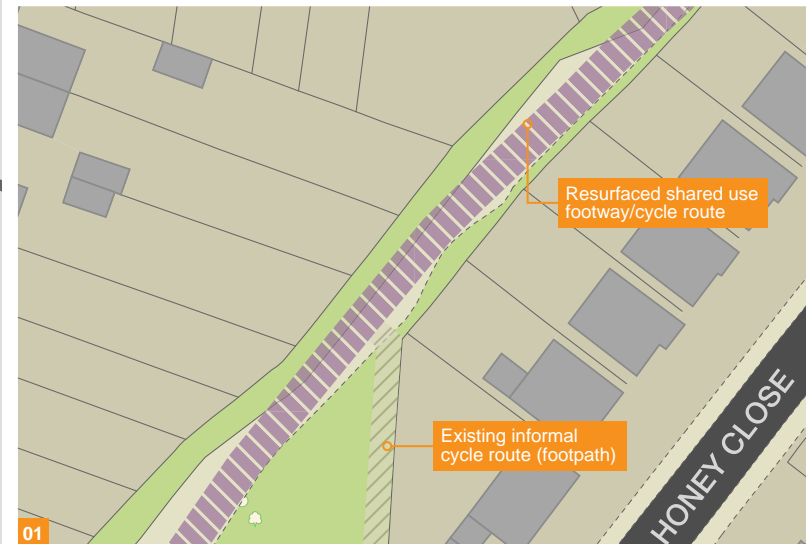 Resurfaced shared use
footway/cycle route
Existing informal
cycle route (footpath)
HONEY CLOSE
01